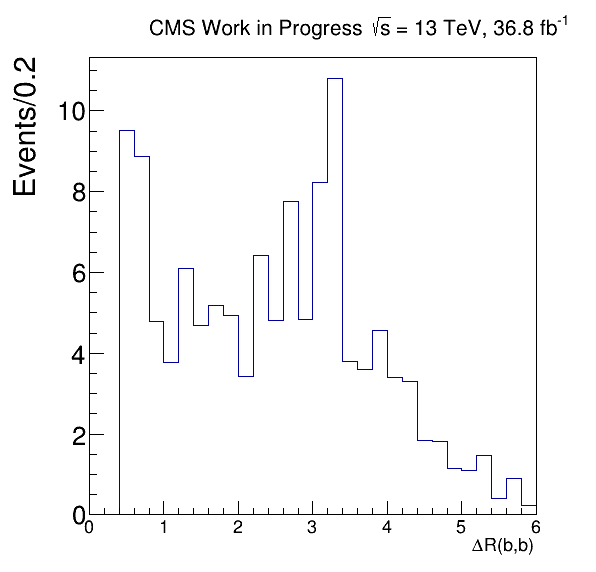 CMS Work in Progress √s = 13 TeV, 36.8 fb⁻¹
Events/0.2
10
8
6
4
2
0
0 1 2 3 4 5 6
ΔR(b,b)